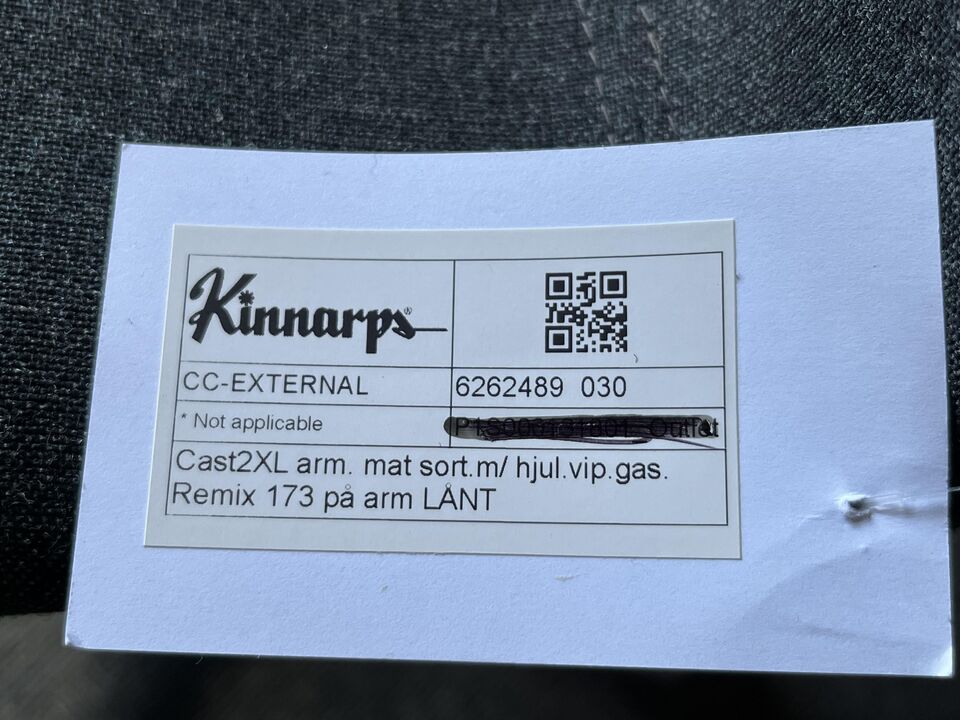 Kinnarps®
CC-EXTERNAL
6262489 030
* Not applicable
Outlet
Cast2XL arm. mat sort.m/ hjul.vip.gas.
Remix 173 på arm LÅNT